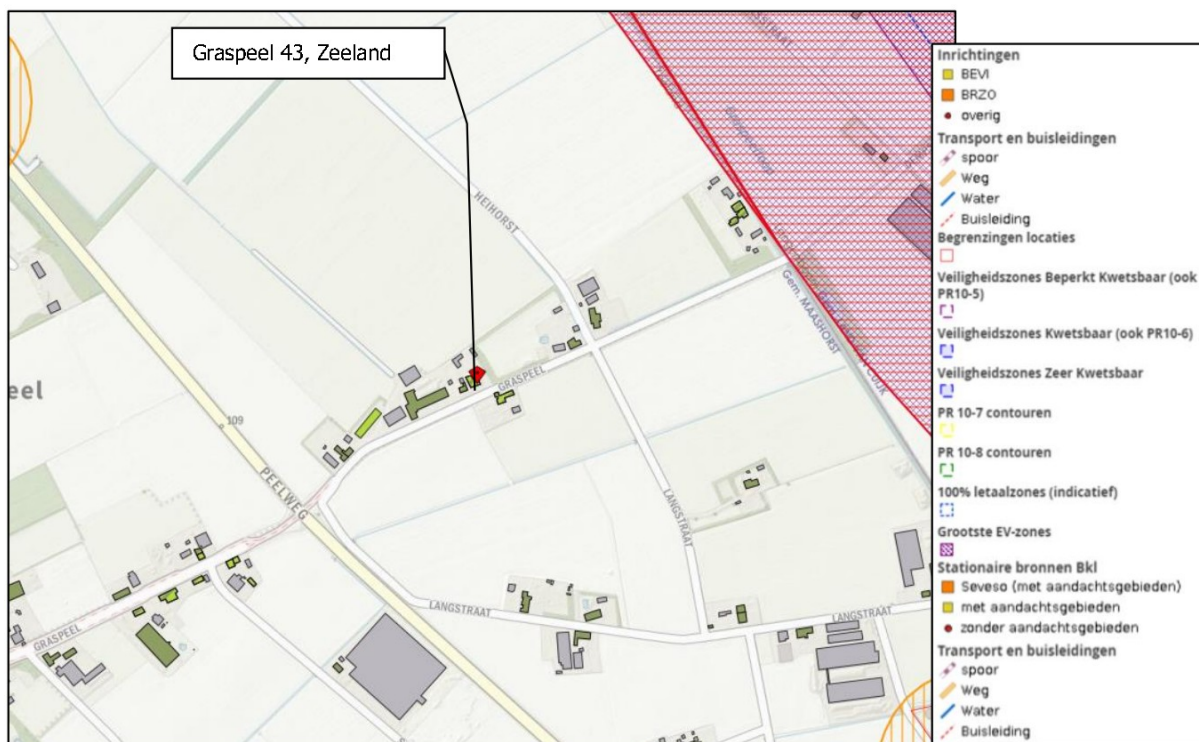 Graspeel 43, Zeeland
HEIHORST
GRASPEEL
Gem. MAASHORST
CUIJK
eel
109
PEELWEG
LANGSTRAAT
LANGSTRAAT
LANGSTRAAT
GRASPEEL
Inrichtingen
BEVI
BRZO
overig
Transport en buisleidingen
spoor
Weg
Water
Buisleiding
Begrenzingen locaties
Veiligheidszones Beperkt Kwetsbaar (ook
PR10-5)
Veiligheidszones Kwetsbaar (ook PR10-6)
Veiligheidszones Zeer Kwetsbaar
PR 10-7 contouren
PR 10-8 contouren
100% letaalzones (indicatief)
Grootste EV-zones
Stationaire bronnen Bkl
Seveso (met aandachtsgebieden)
met aandachtsgebieden
zonder aandachtsgebieden
Transport en buisleidingen
spoor
Weg
Water
Buisleiding